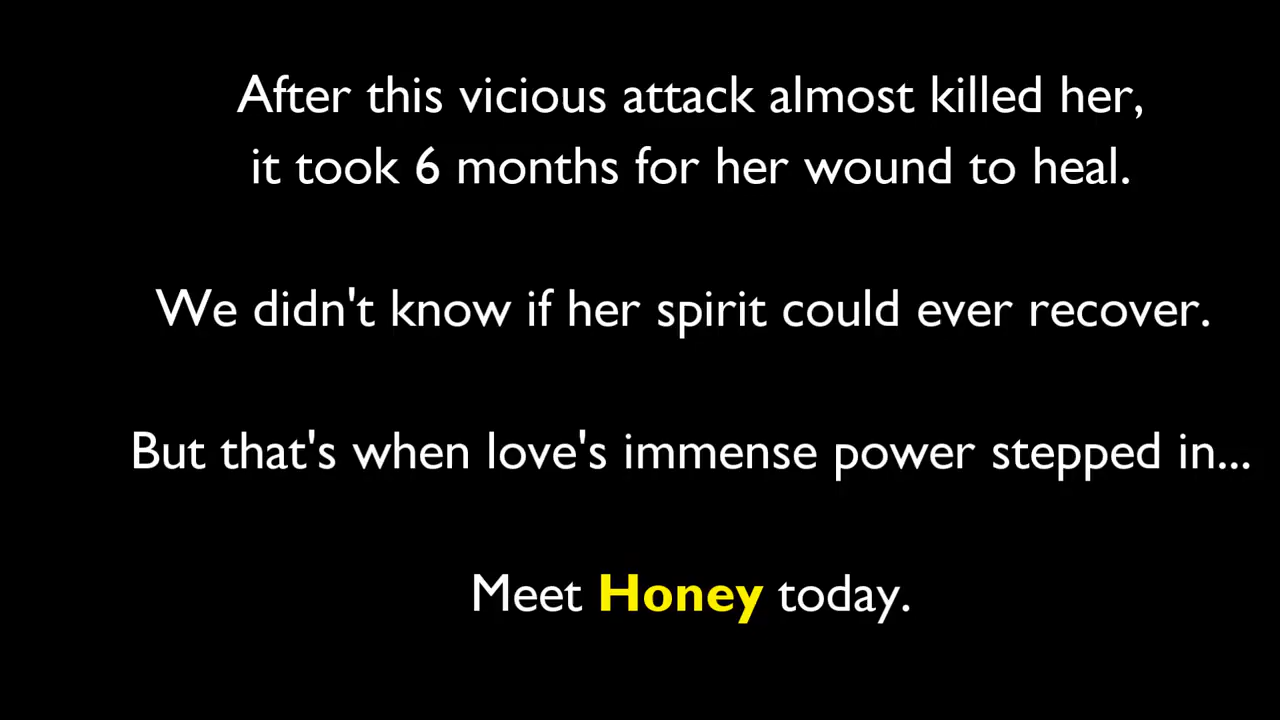 After this vicious attack almost killed her,
it took 6 months for her wound to heal.
We didn't know if her spirit could ever recover.
But that's when love's immense power stepped in...
Meet Honey today.